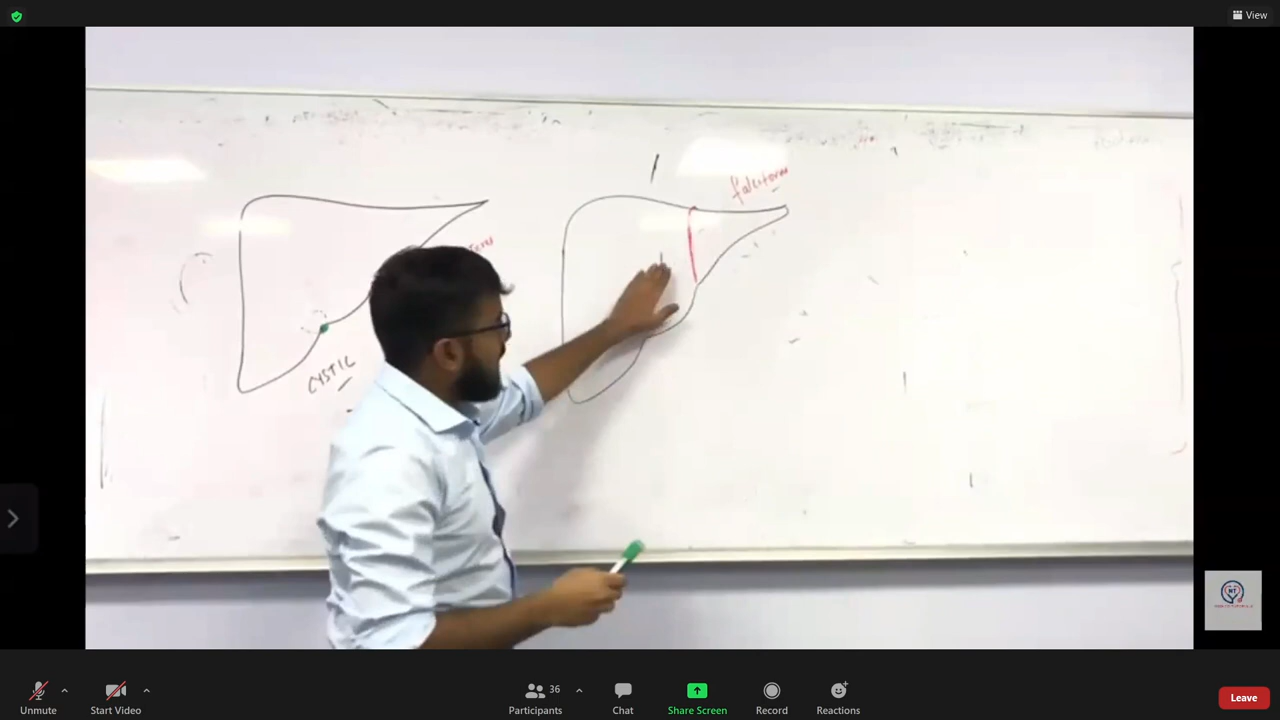 View
falciform
CYSTIC
Unmute
Start Video
36
Participants
Chat
Share Screen
Record
Reactions
Leave